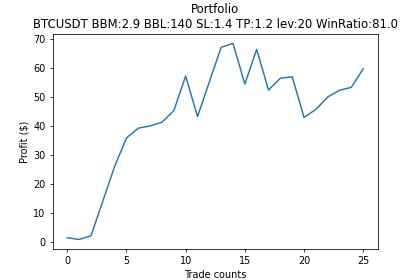 Portfolio
BTCUSDT BBM:2.9 BBL:140 SL:1.4 TP:1.2 lev:20 WinRatio:81.0
70
60
50
40
30
20
10
0
Profit ($)
0 5 10 15 20 25
Trade counts